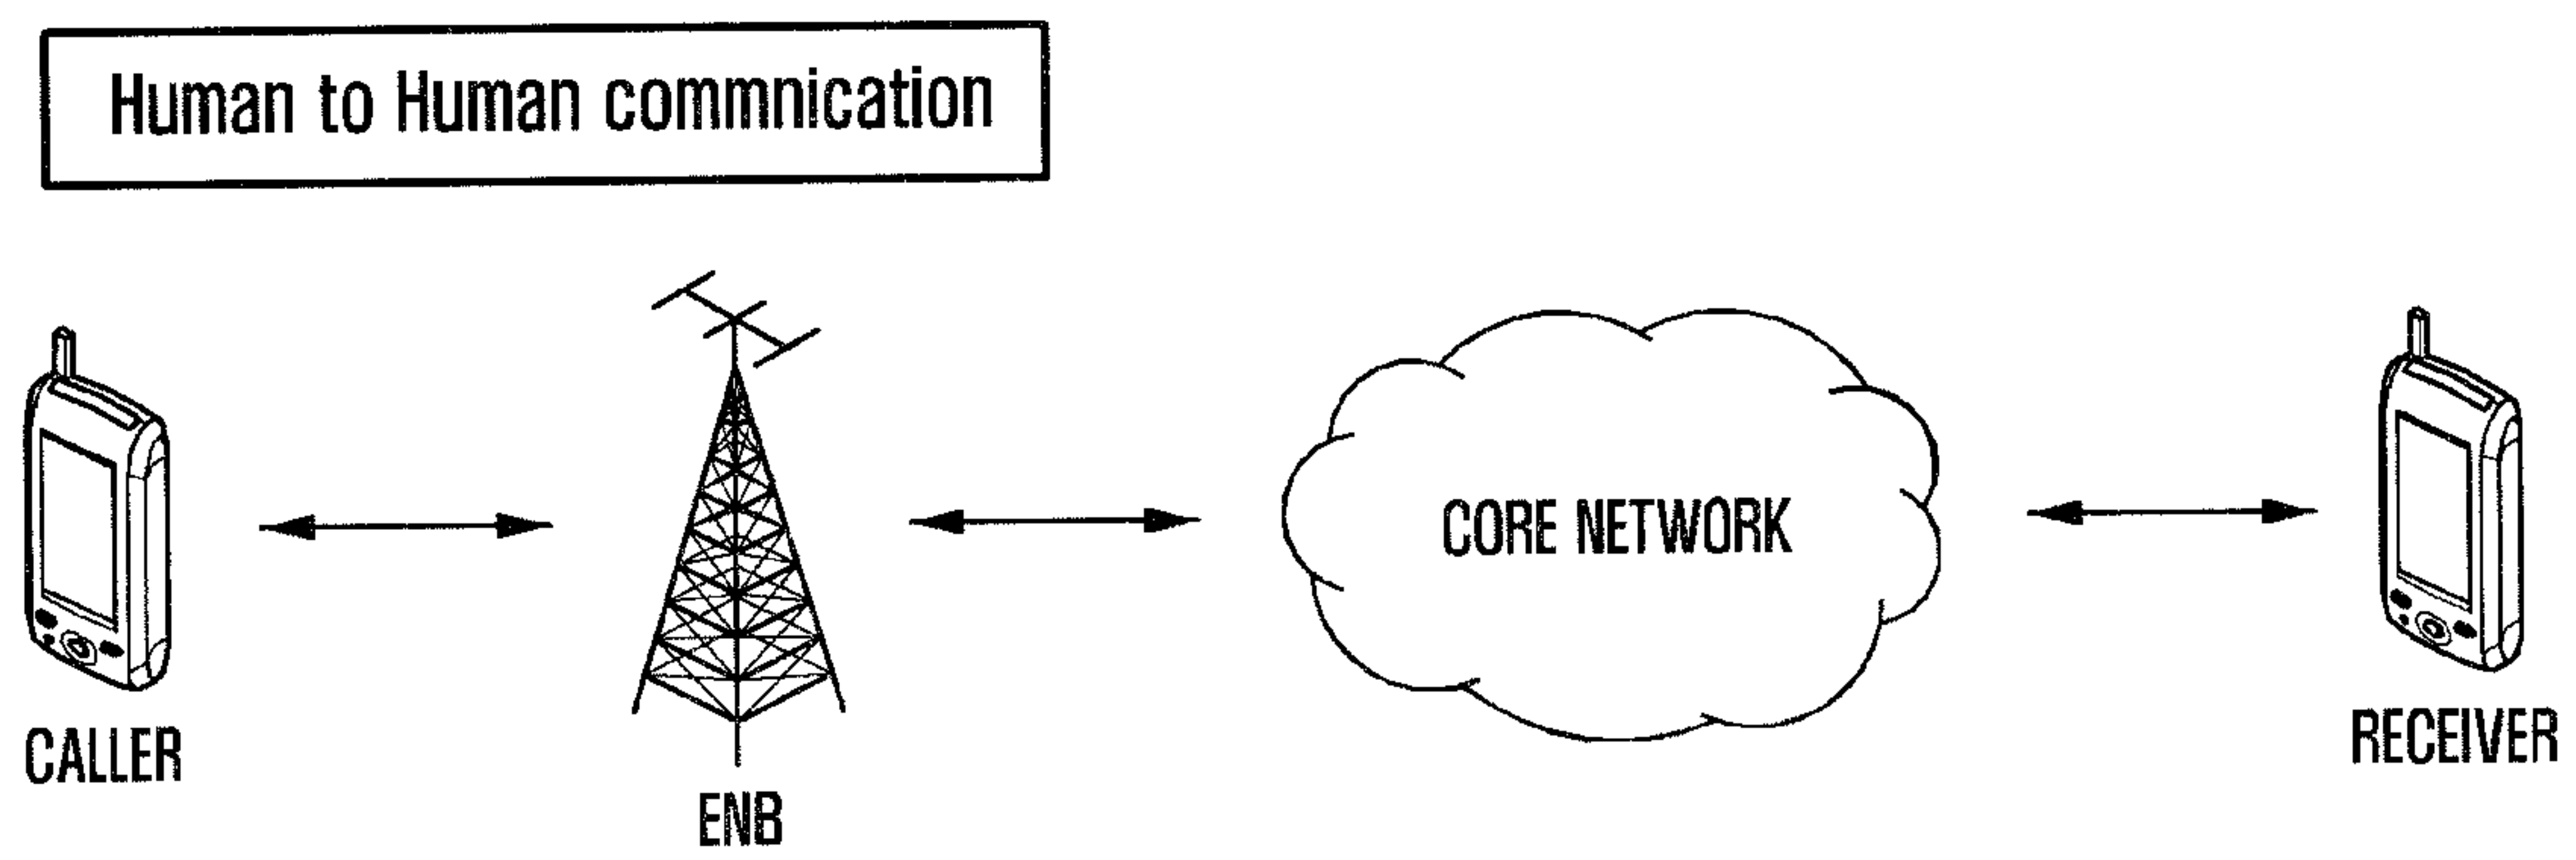 Human to Human commnication
CORE NETWORK
CALLER
ENB
RECEIVER